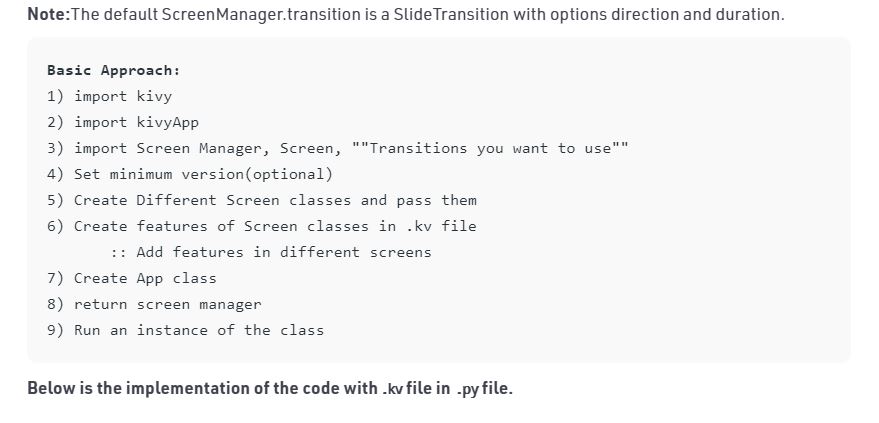 Note:The default ScreenManager.transition is a SlideTransition with options direction and duration.
Basic Approach:
1) import kivy
2) import kivyApp
3) import Screen Manager, Screen, ""Transitions you want to use""
4) Set minimum version(optional)
5) Create Different Screen classes and pass them
6) Create features of Screen classes in .kv file
:: Add features in different screens
7) Create App class
8) return screen manager
9) Run an instance of the class
Below is the implementation of the code with .kv file in .py file.